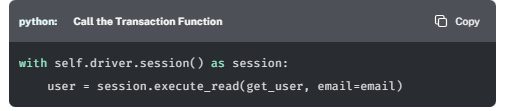 python: Call the Transaction Function Copy
with self.driver.session() as session:
    user = session.execute_read(get_user, email=email)